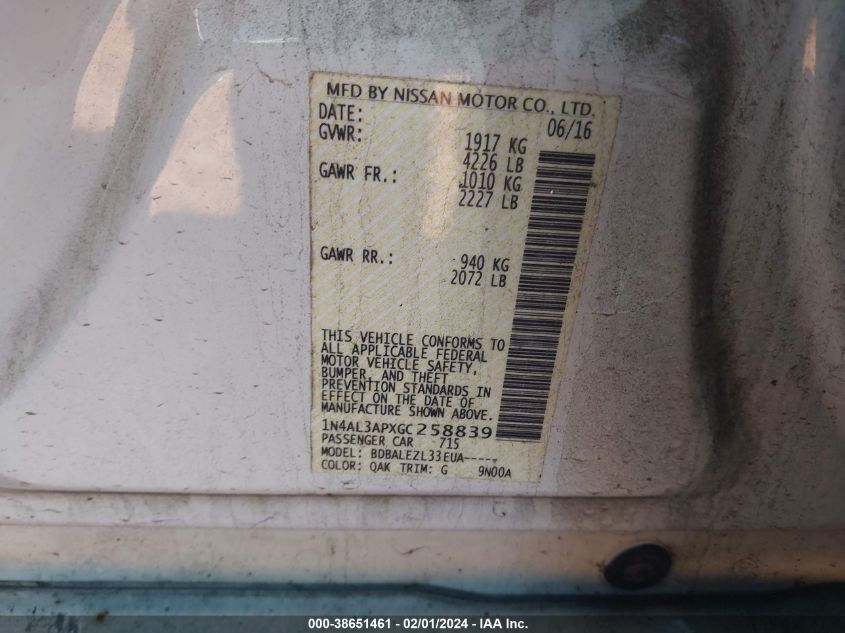 MFD BY NISSAN MOTOR CO., LTD.
DATE: 06/16
GVWR: 1917 KG
4226 LB
GAWR FR.: 1010 KG
2227 LB
GAWR RR.: 940 KG
2072 LB
THIS VEHICLE CONFORMS TO
ALL APPLICABLE FEDERAL
MOTOR VEHICLE SAFETY,
BUMPER, AND THEFT
PREVENTION STANDARDS IN
EFFECT ON THE DATE OF
MANUFACTURE SHOWN ABOVE.
1N4AL3APXGC258839
PASSENGER CAR 715
MODEL: BDBALEZL33EUA-----
COLOR: QAK TRIM: G 9N00A
000-38651461 - 02/01/2024 - IAA Inc.